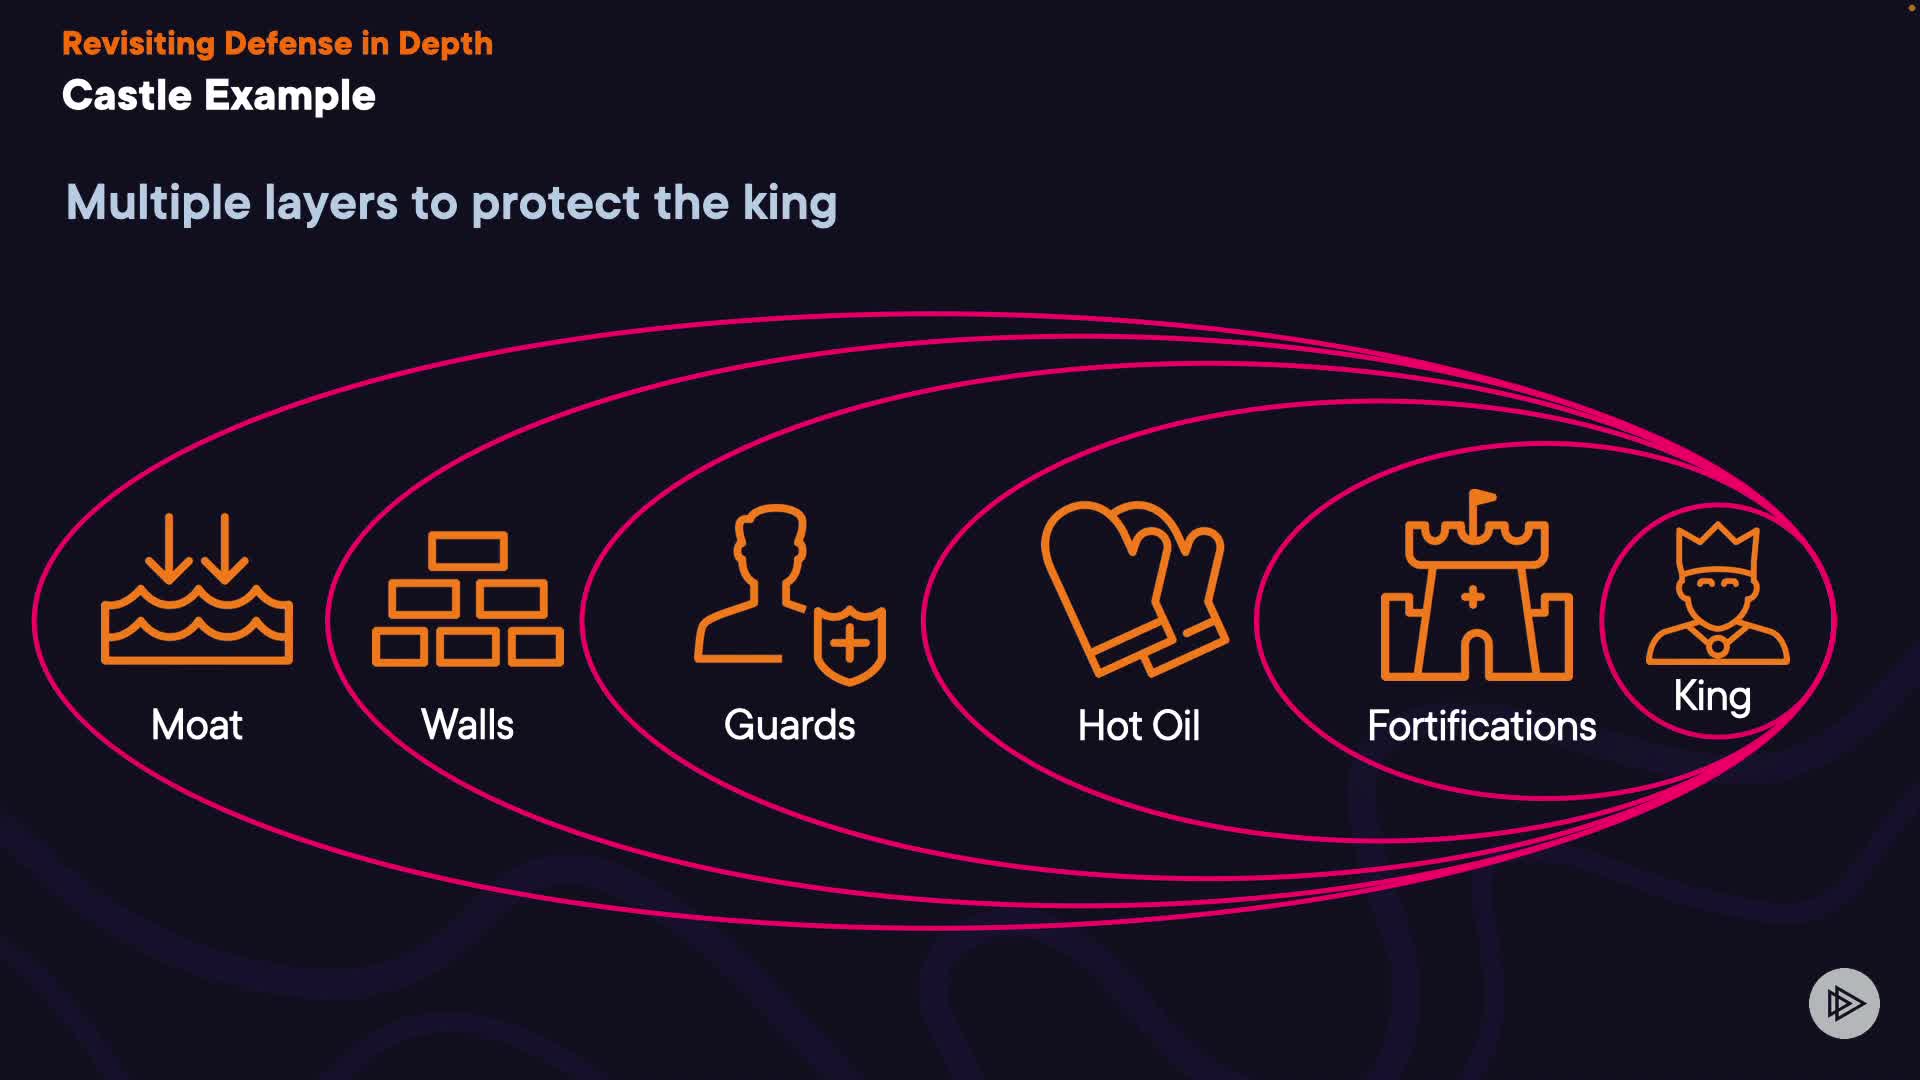 Revisiting Defense in Depth
Castle Example
Multiple layers to protect the king
Moat
Walls
Guards
Hot Oil
Fortifications
King